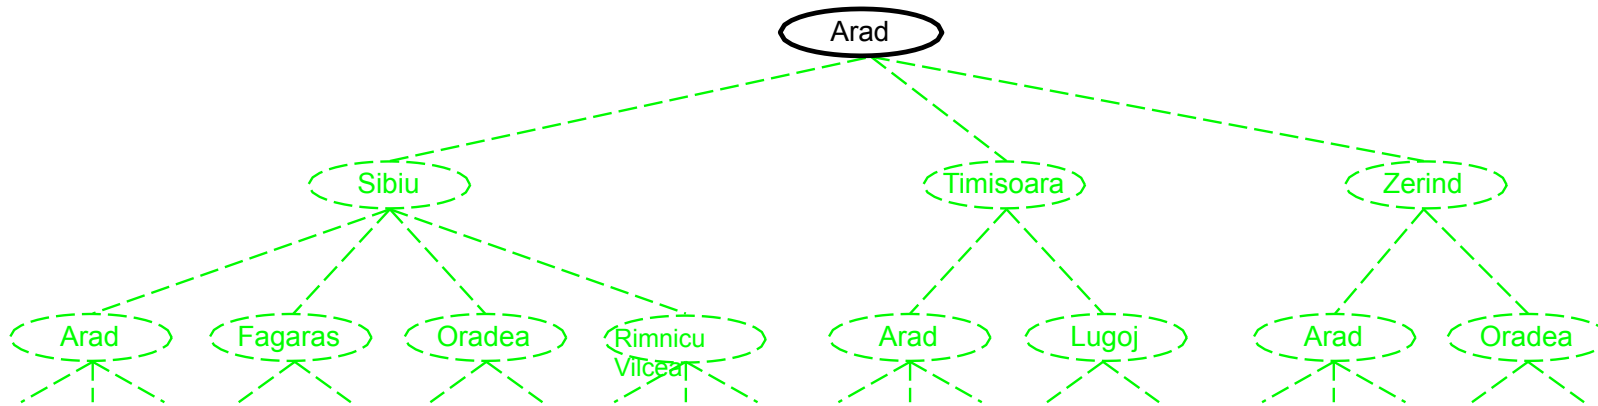 Arad
Sibiu
Timisoara
Zerind
Arad
Fagaras
Oradea
Rimnicu
Vilcea
Arad
Lugoj
Arad
Oradea